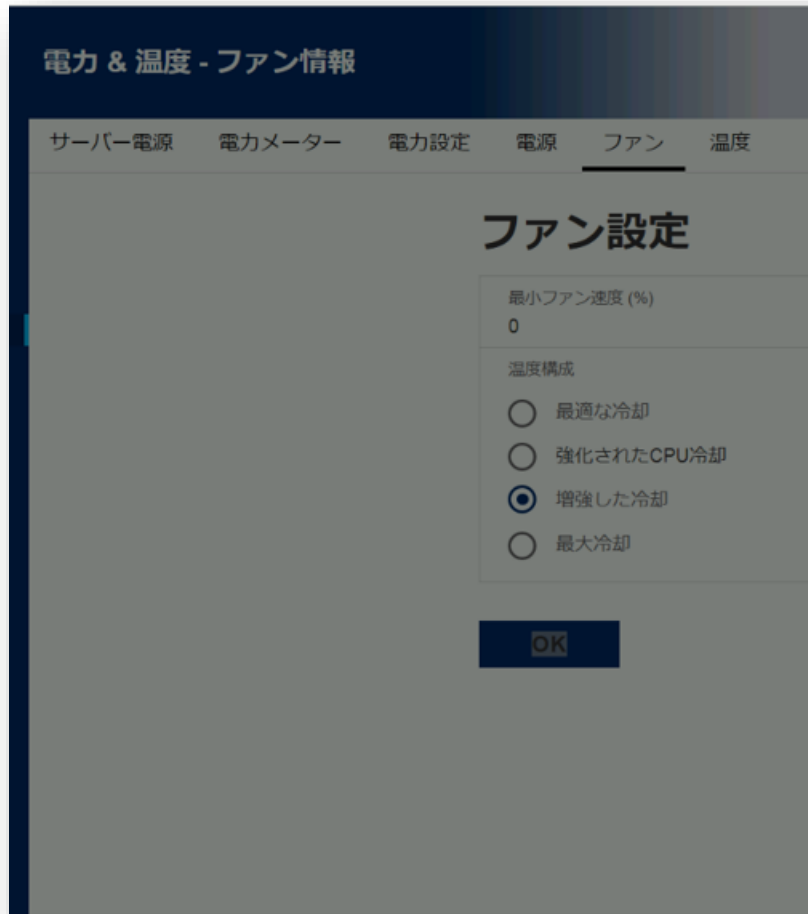 電力 & 温度 - ファン情報
サーバー電源 電力メーター 電力設定 電源 ファン 温度
ファン設定
最小ファン速度 (%)
0
温度構成
最適な冷却
強化されたCPU冷却
増強した冷却
最大冷却
OK